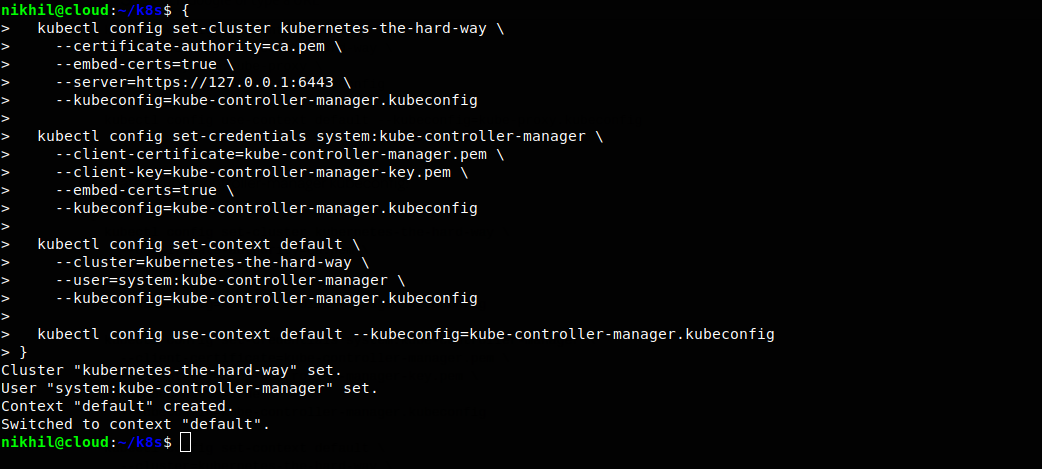 nikhil@cloud:~/k8s$ {
>   kubectl config set-cluster kubernetes-the-hard-way \
>     --certificate-authority=ca.pem \
>     --embed-certs=true \
>     --server=https://127.0.0.1:6443 \
>     --kubeconfig=kube-controller-manager.kubeconfig
>
>   kubectl config set-credentials system:kube-controller-manager \
>     --client-certificate=kube-controller-manager.pem \
>     --client-key=kube-controller-manager-key.pem \
>     --embed-certs=true \
>     --kubeconfig=kube-controller-manager.kubeconfig
>
>   kubectl config set-context default \
>     --cluster=kubernetes-the-hard-way \
>     --user=system:kube-controller-manager \
>     --kubeconfig=kube-controller-manager.kubeconfig
>
>   kubectl config use-context default --kubeconfig=kube-controller-manager.kubeconfig
> }
Cluster "kubernetes-the-hard-way" set.
User "system:kube-controller-manager" set.
Context "default" created.
Switched to context "default".
nikhil@cloud:~/k8s$